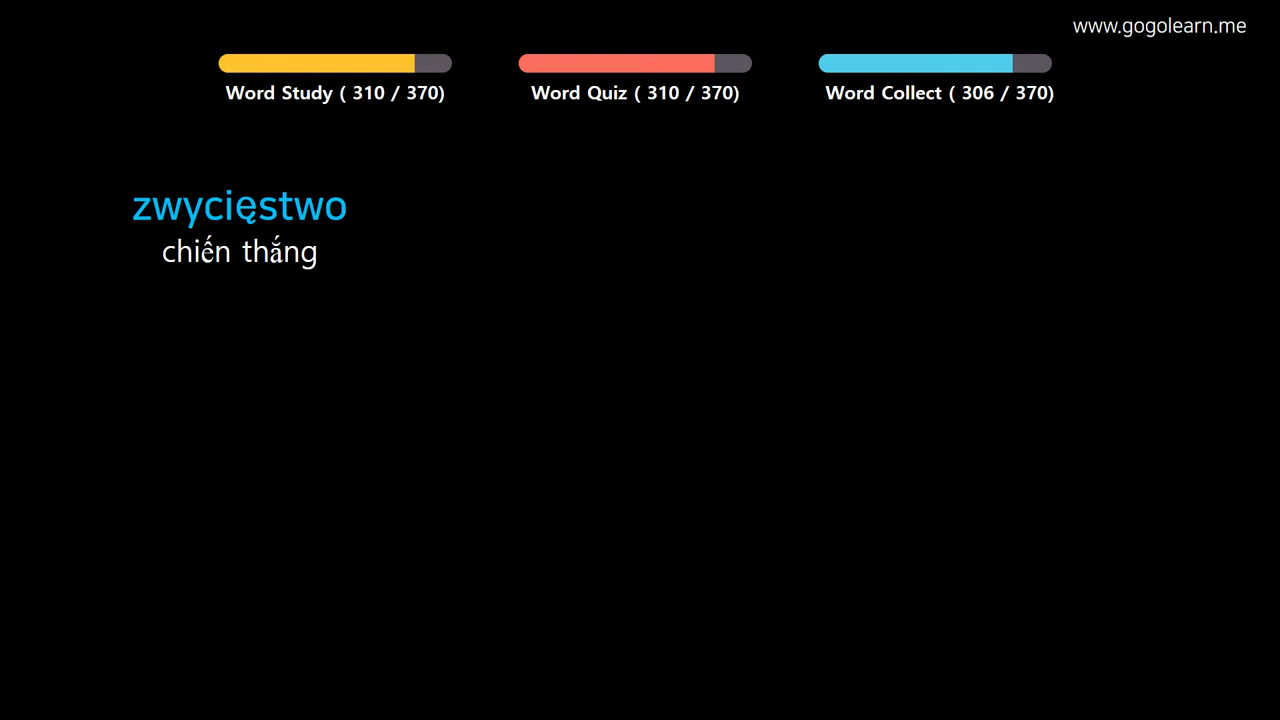 www.gogolearn.me
Word Study ( 310 / 370)
Word Quiz ( 310 / 370)
Word Collect ( 306 / 370)
zwycięstwo
chiến thắng